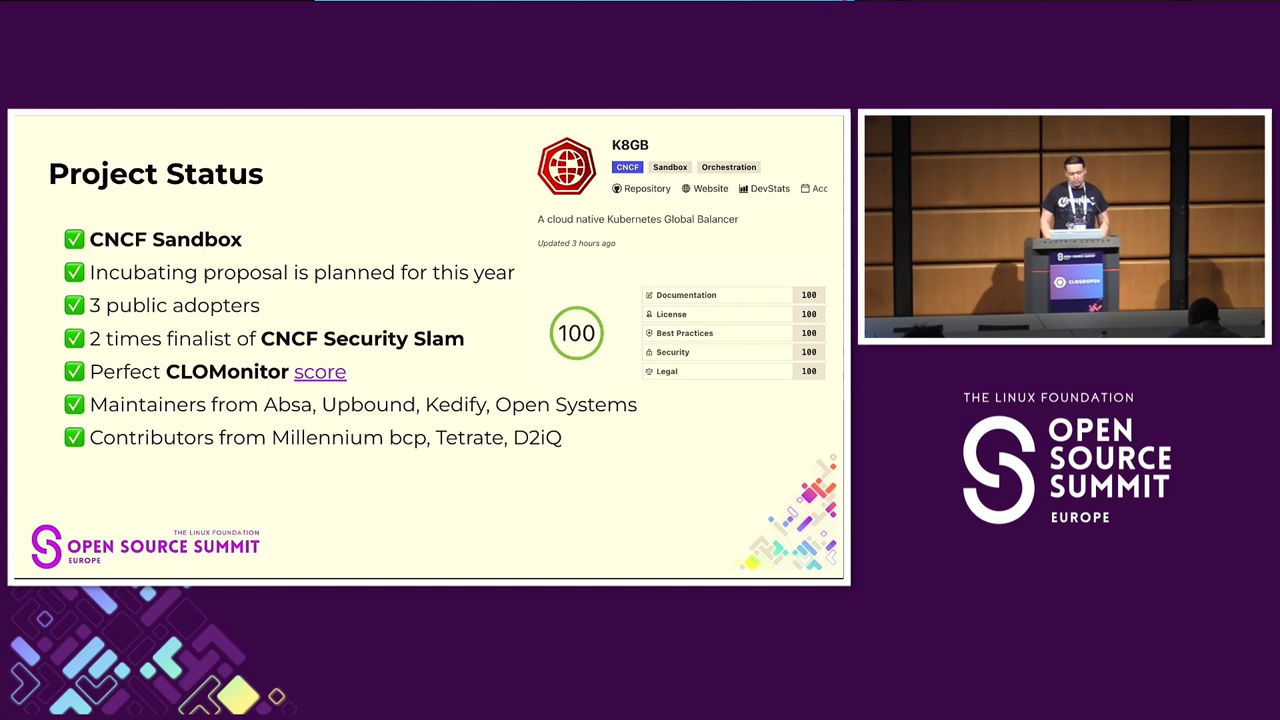 Project Status
✅ CNCF Sandbox
✅ Incubating proposal is planned for this year
✅ 3 public adopters
✅ 2 times finalist of CNCF Security Slam
✅ Perfect CLOMonitor score
✅ Maintainers from Absa, Upbound, Kedify, Open Systems
✅ Contributors from Millennium bcp, Tetrate, D2iQ
K8GB
CNCF Sandbox Orchestration
Repository Website DevStats Acc
A cloud native Kubernetes Global Balancer
Updated 3 hours ago
100
Documentation 100
License 100
Best Practices 100
Security 100
Legal 100
THE LINUX FOUNDATION
OPEN SOURCE SUMMIT
EUROPE
CLOUDOPEN
THE LINUX FOUNDATION
OPEN
SOURCE
SUMMIT
EUROPE